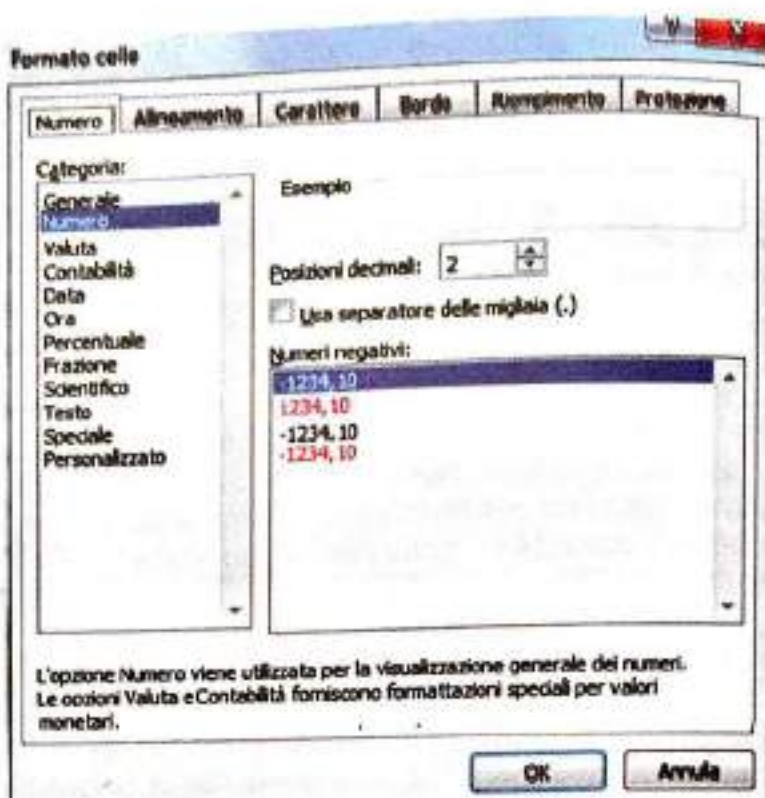 Formato celle
Numero Allineamento Carattere Bordo Riempimento Protezione
Categoria:
Generale
Numero
Valuta
Contabilità
Data
Ora
Percentuale
Frazione
Scientifico
Testo
Speciale
Personalizzato
Esempio
Posizioni decimali: 2
Usa separatore delle migliaia (.)
Numeri negativi:
-1234,10
1234,10
-1234,10
-1234,10
L'opzione Numero viene utilizzata per la visualizzazione generale dei numeri.
Le opzioni Valuta e Contabilità forniscono formattazioni speciali per valori
monetari.
OK Annulla